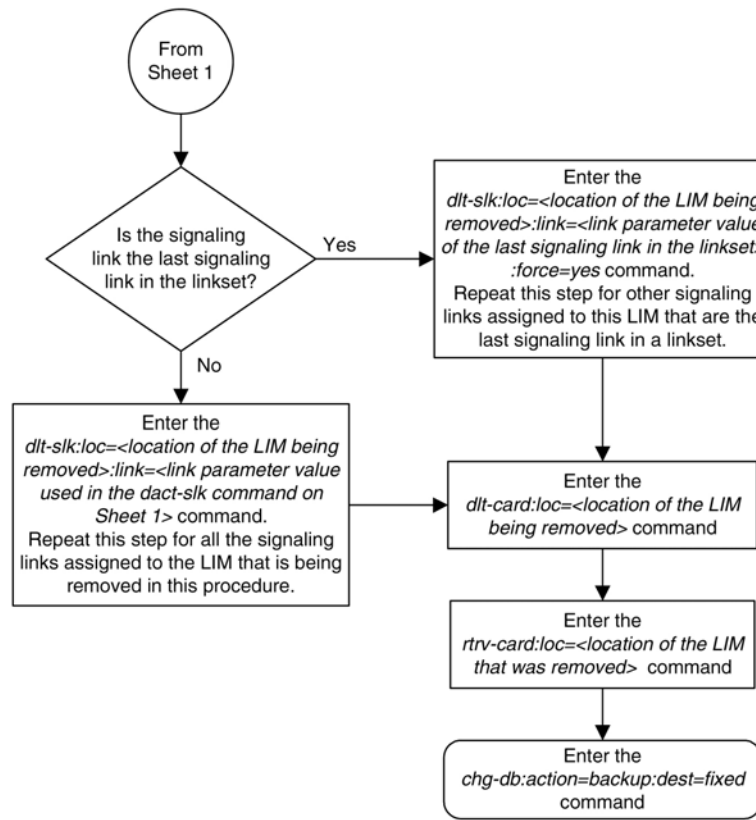 From
Sheet 1
Is the signaling
link the last signaling
link in the linkset?
Yes
Enter the
dlt-slk:loc=<location of the LIM being
removed>:link=<link parameter value
of the last signaling link in the linkset>
:force=yes command.
Repeat this step for other signaling
links assigned to this LIM that are the
last signaling link in a linkset.
No
Enter the
dlt-slk:loc=<location of the LIM being
removed>:link=<link parameter value
used in the dact-slk command on
Sheet 1> command.
Repeat this step for all the signaling
links assigned to the LIM that is being
removed in this procedure.
Enter the
dlt-card:loc=<location of the LIM
being removed> command
Enter the
rtrv-card:loc=<location of the LIM
that was removed> command
Enter the
chg-db:action=backup:dest=fixed
command